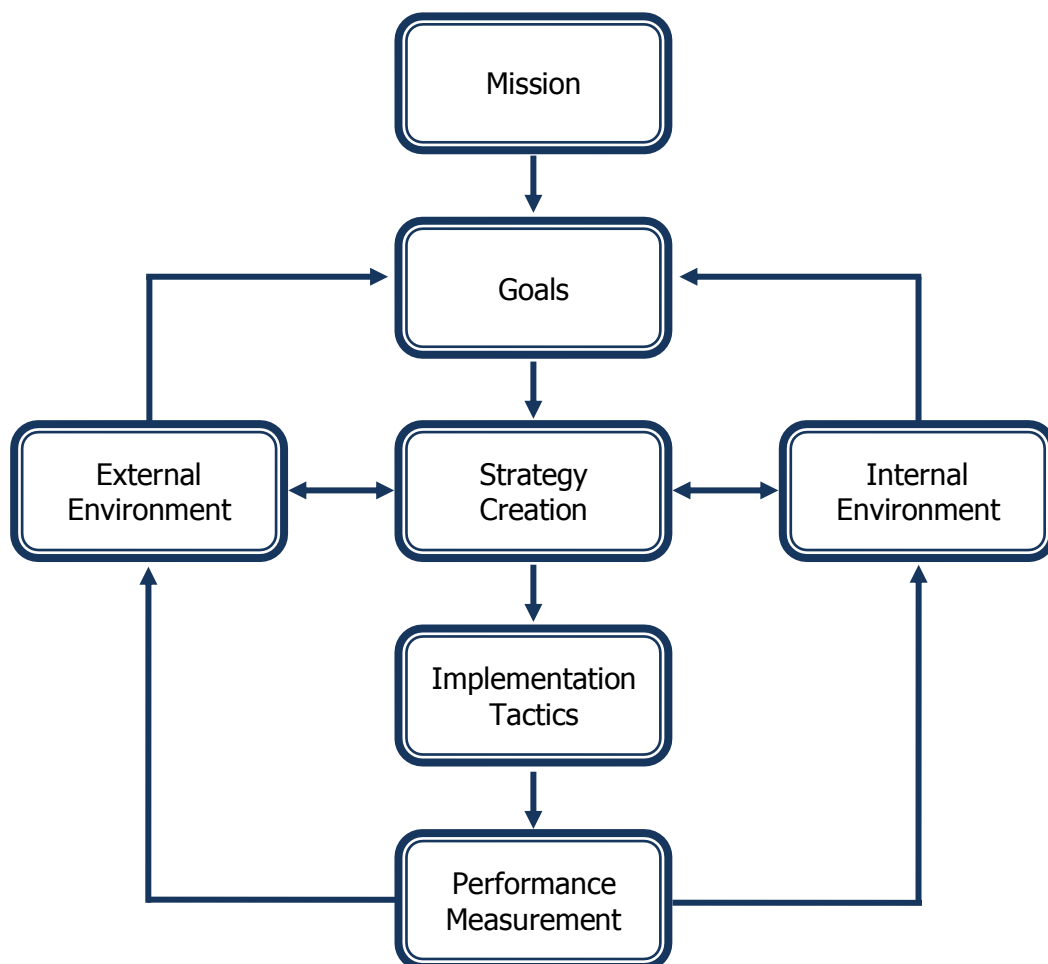 Mission
Goals
External
Environment
Strategy
Creation
Internal
Environment
Implementation
Tactics
Performance
Measurement